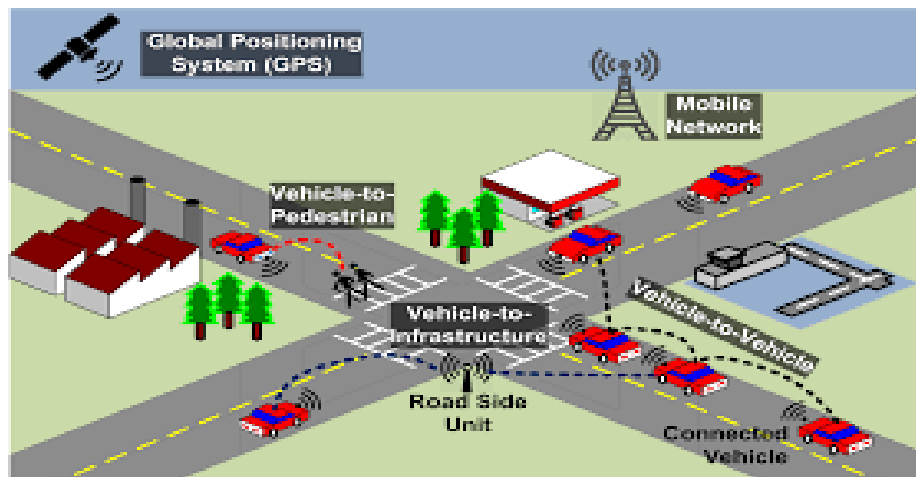 Global Positioning
System (GPS)
Mobile
Network
Vehicle-to-
Pedestrian
Vehicle-to-
Infrastructure
Vehicle-to-Vehicle
Road Side
Unit
Connected
Vehicle